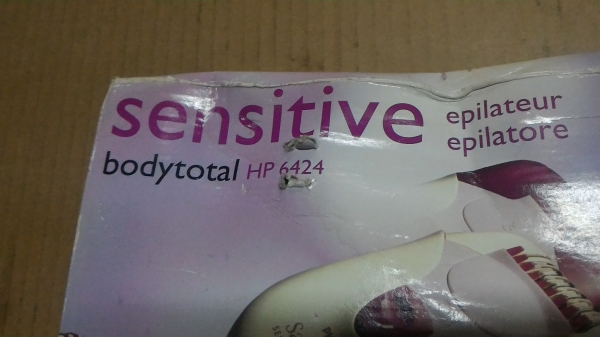 sensitive
epilateur
epilatore
bodytotal HP 6424